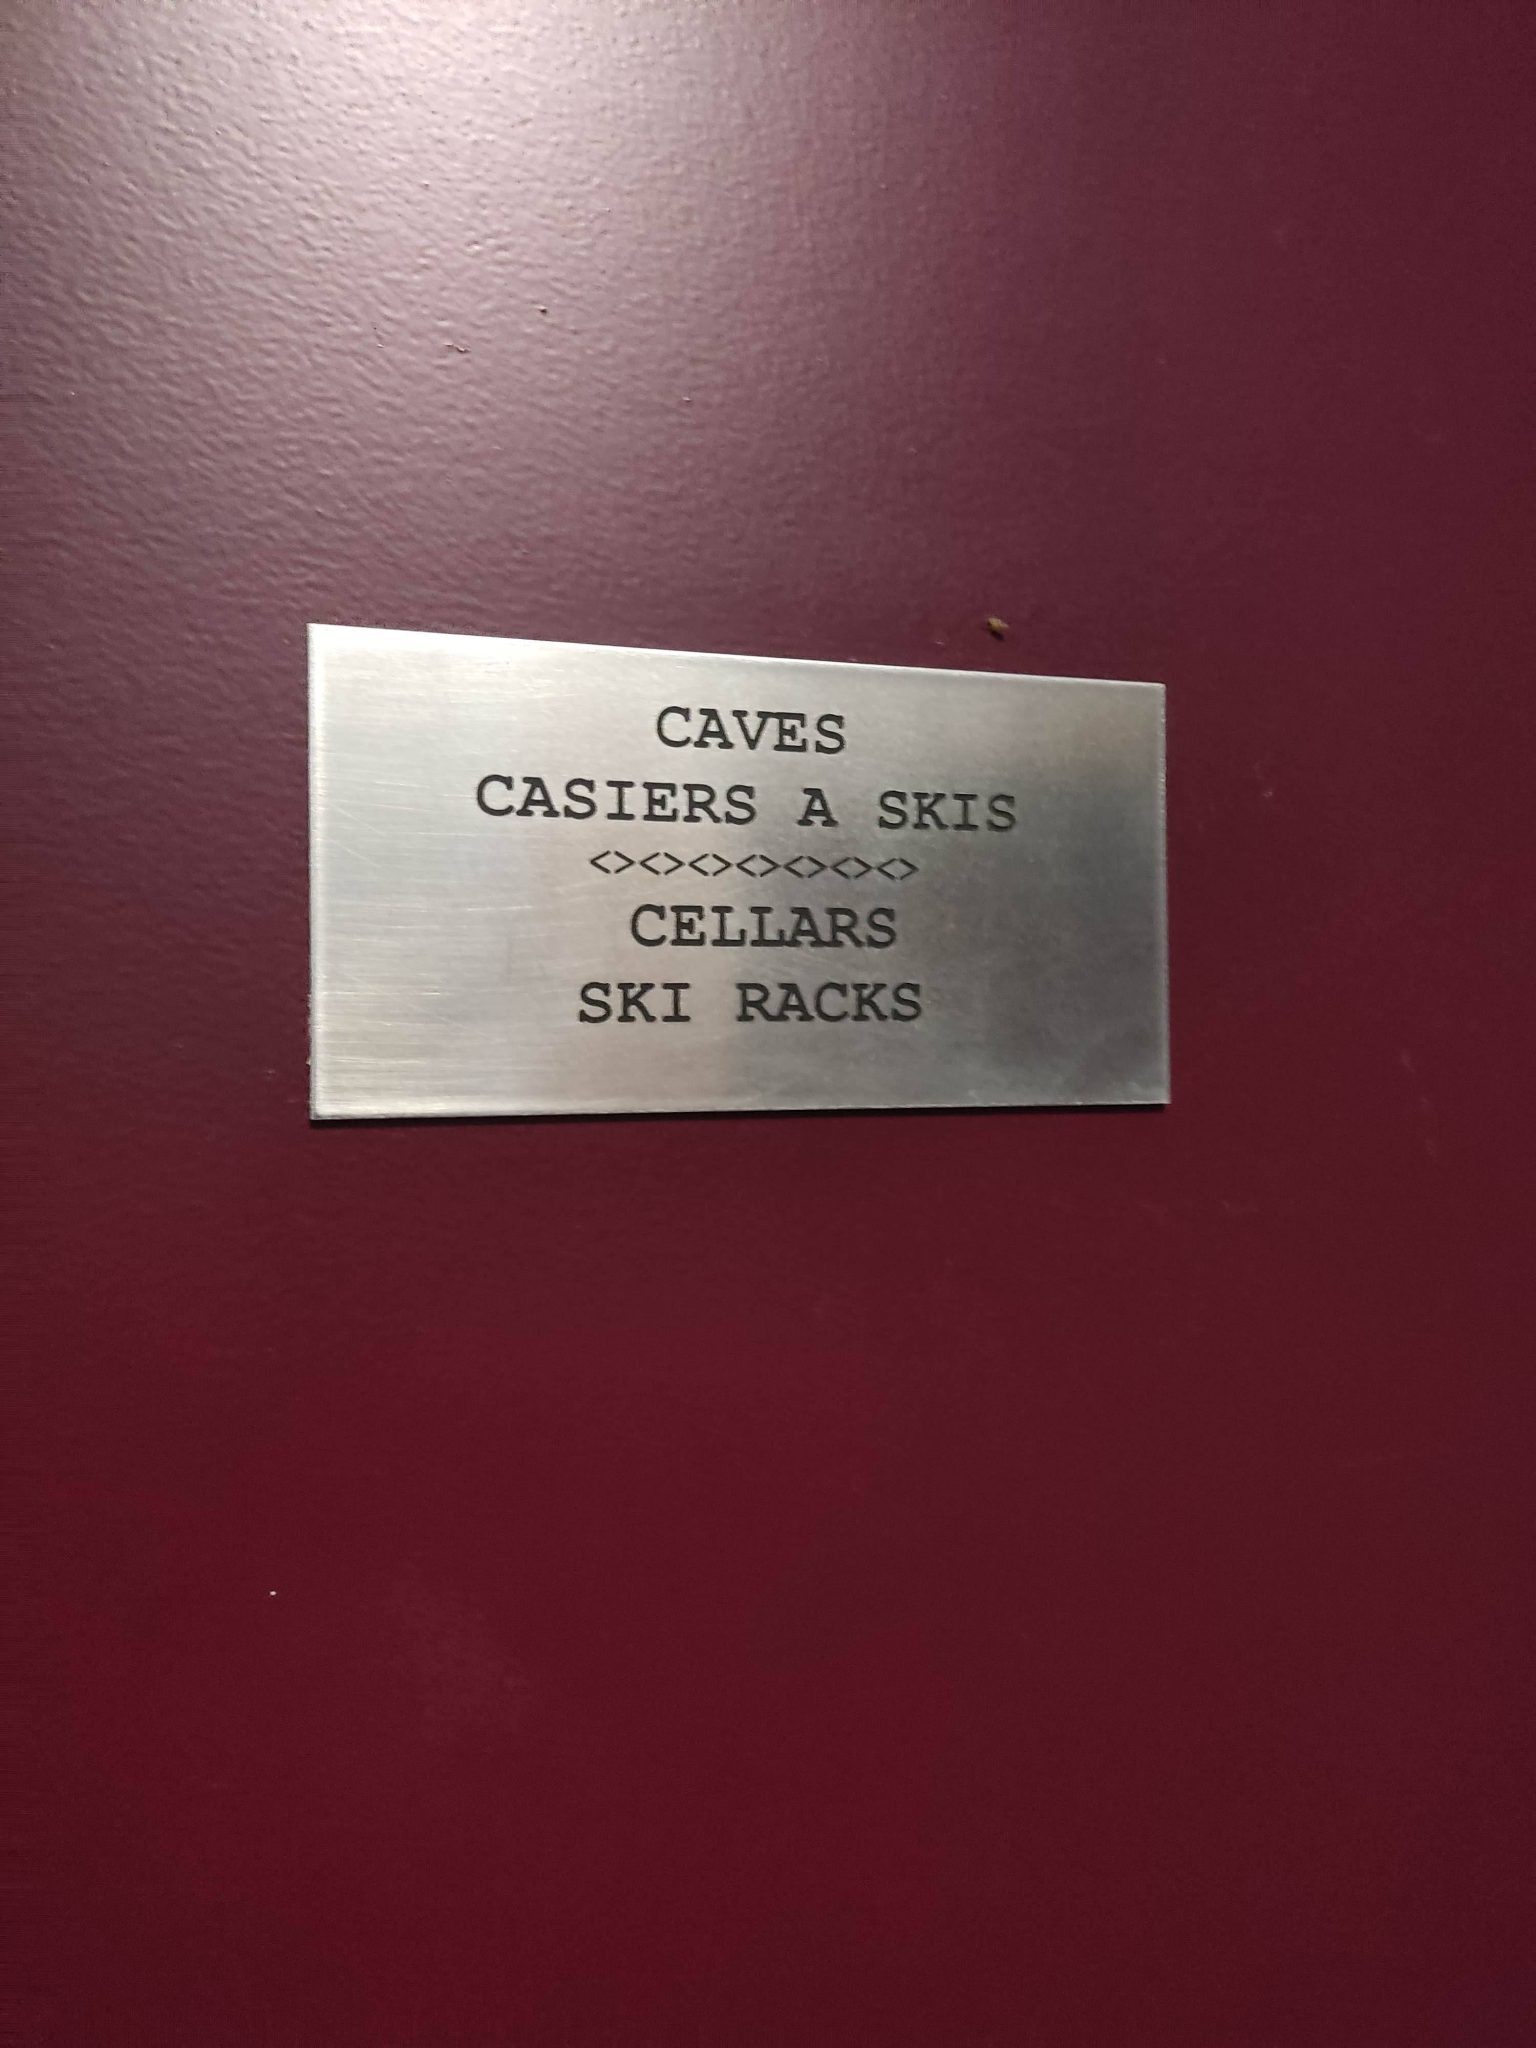 CAVES
CASIERS A SKIS
<><><><><><><>
CELLARS
SKI RACKS